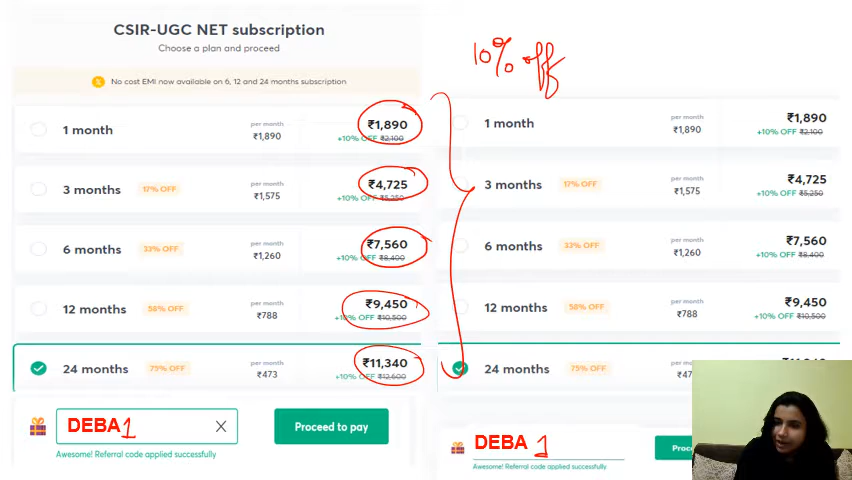 CSIR-UGC NET subscription
Choose a plan and proceed
No cost EMI now available on 6, 12 and 24 months subscription
1 month per month ₹1,890 ₹1,890 +10% OFF ₹2,100
3 months 17% OFF per month ₹1,575 ₹4,725 +10% OFF ₹5,250
6 months 33% OFF per month ₹1,260 ₹7,560 +10% OFF ₹8,400
12 months 58% OFF per month ₹788 ₹9,450 +10% OFF ₹10,500
24 months 75% OFF per month ₹473 ₹11,340 +10% OFF ₹12,600
DEBA1 X Proceed to pay
Awesome! Referral code applied successfully
10% off
1 month per month ₹1,890 ₹1,890 +10% OFF ₹2,100
3 months 17% OFF per month ₹1,575 ₹4,725 +10% OFF ₹5,250
6 months 33% OFF per month ₹1,260 ₹7,560 +10% OFF ₹8,400
12 months 58% OFF per month ₹788 ₹9,450 +10% OFF ₹10,500
24 months 75% OFF per month
DEBA 1
Awesome! Referral code applied successfully